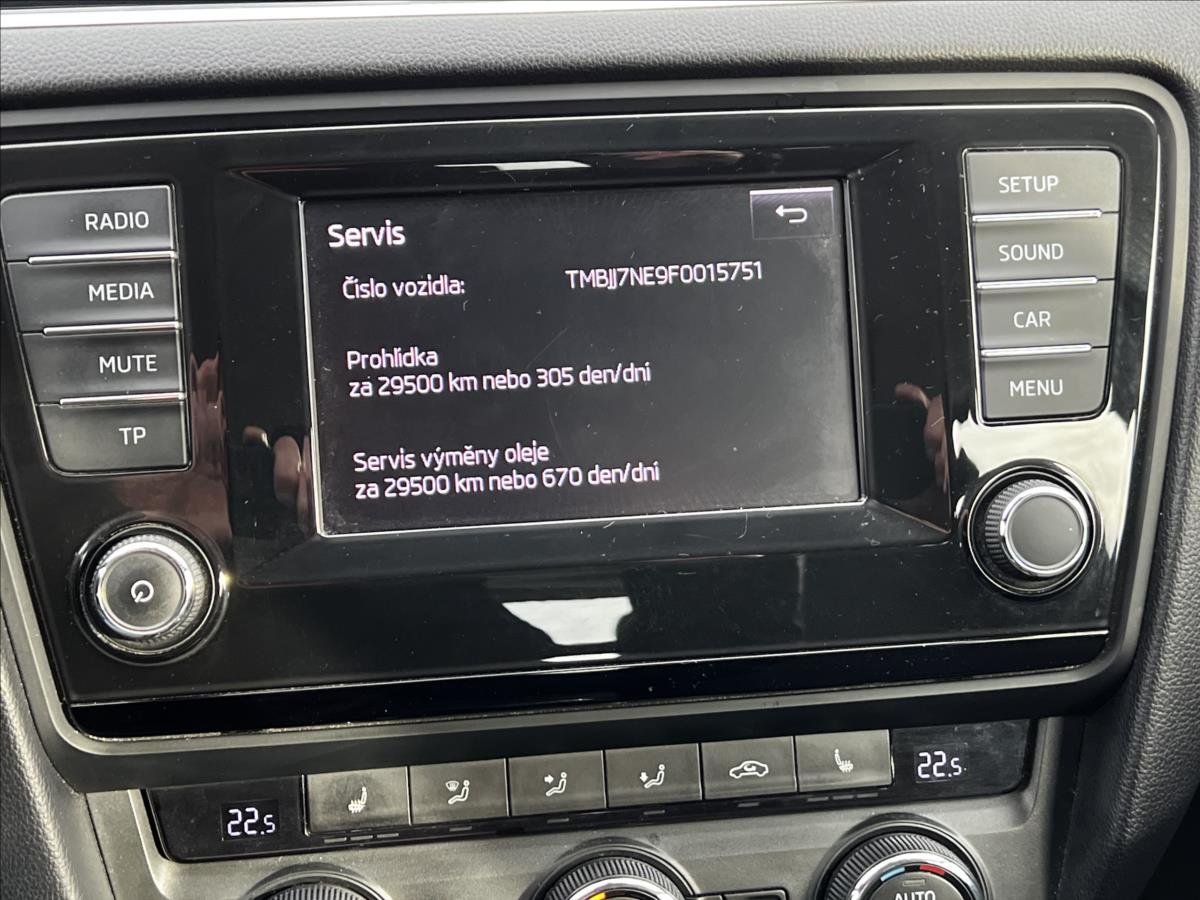 RADIO
MEDIA
MUTE
TP
Servis
Číslo vozidla: TMBJJ7NE9F0015751
Prohlídka
za 29500 km nebo 305 den/dní
Servis výměny oleje
za 29500 km nebo 670 den/dní
SETUP
SOUND
CAR
MENU
22.5
22.5
AUTO